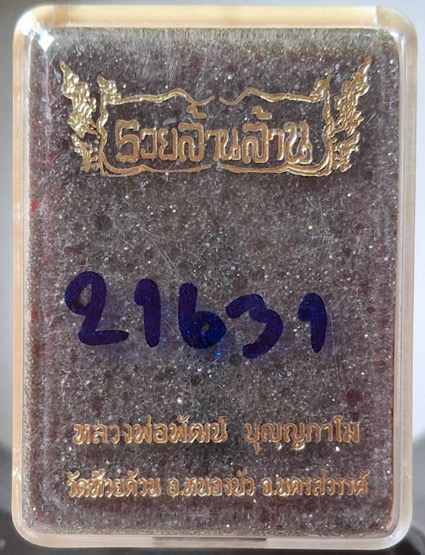 รวยล้านล้าน
21631
หลวงพ่อพัฒน์ ปุญฺญกาโม
วัดห้วยด้วน อ.หนองบัว จ.นครสวรรค์